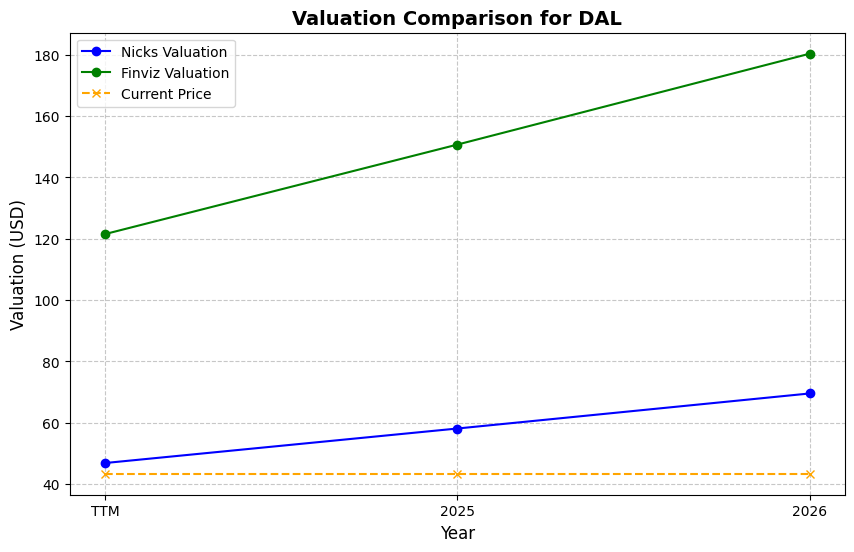 Valuation Comparison for DAL
Nicks Valuation
Finviz Valuation
Current Price
Valuation (USD)
180
160
140
120
100
80
60
40
TTM
2025
2026
Year